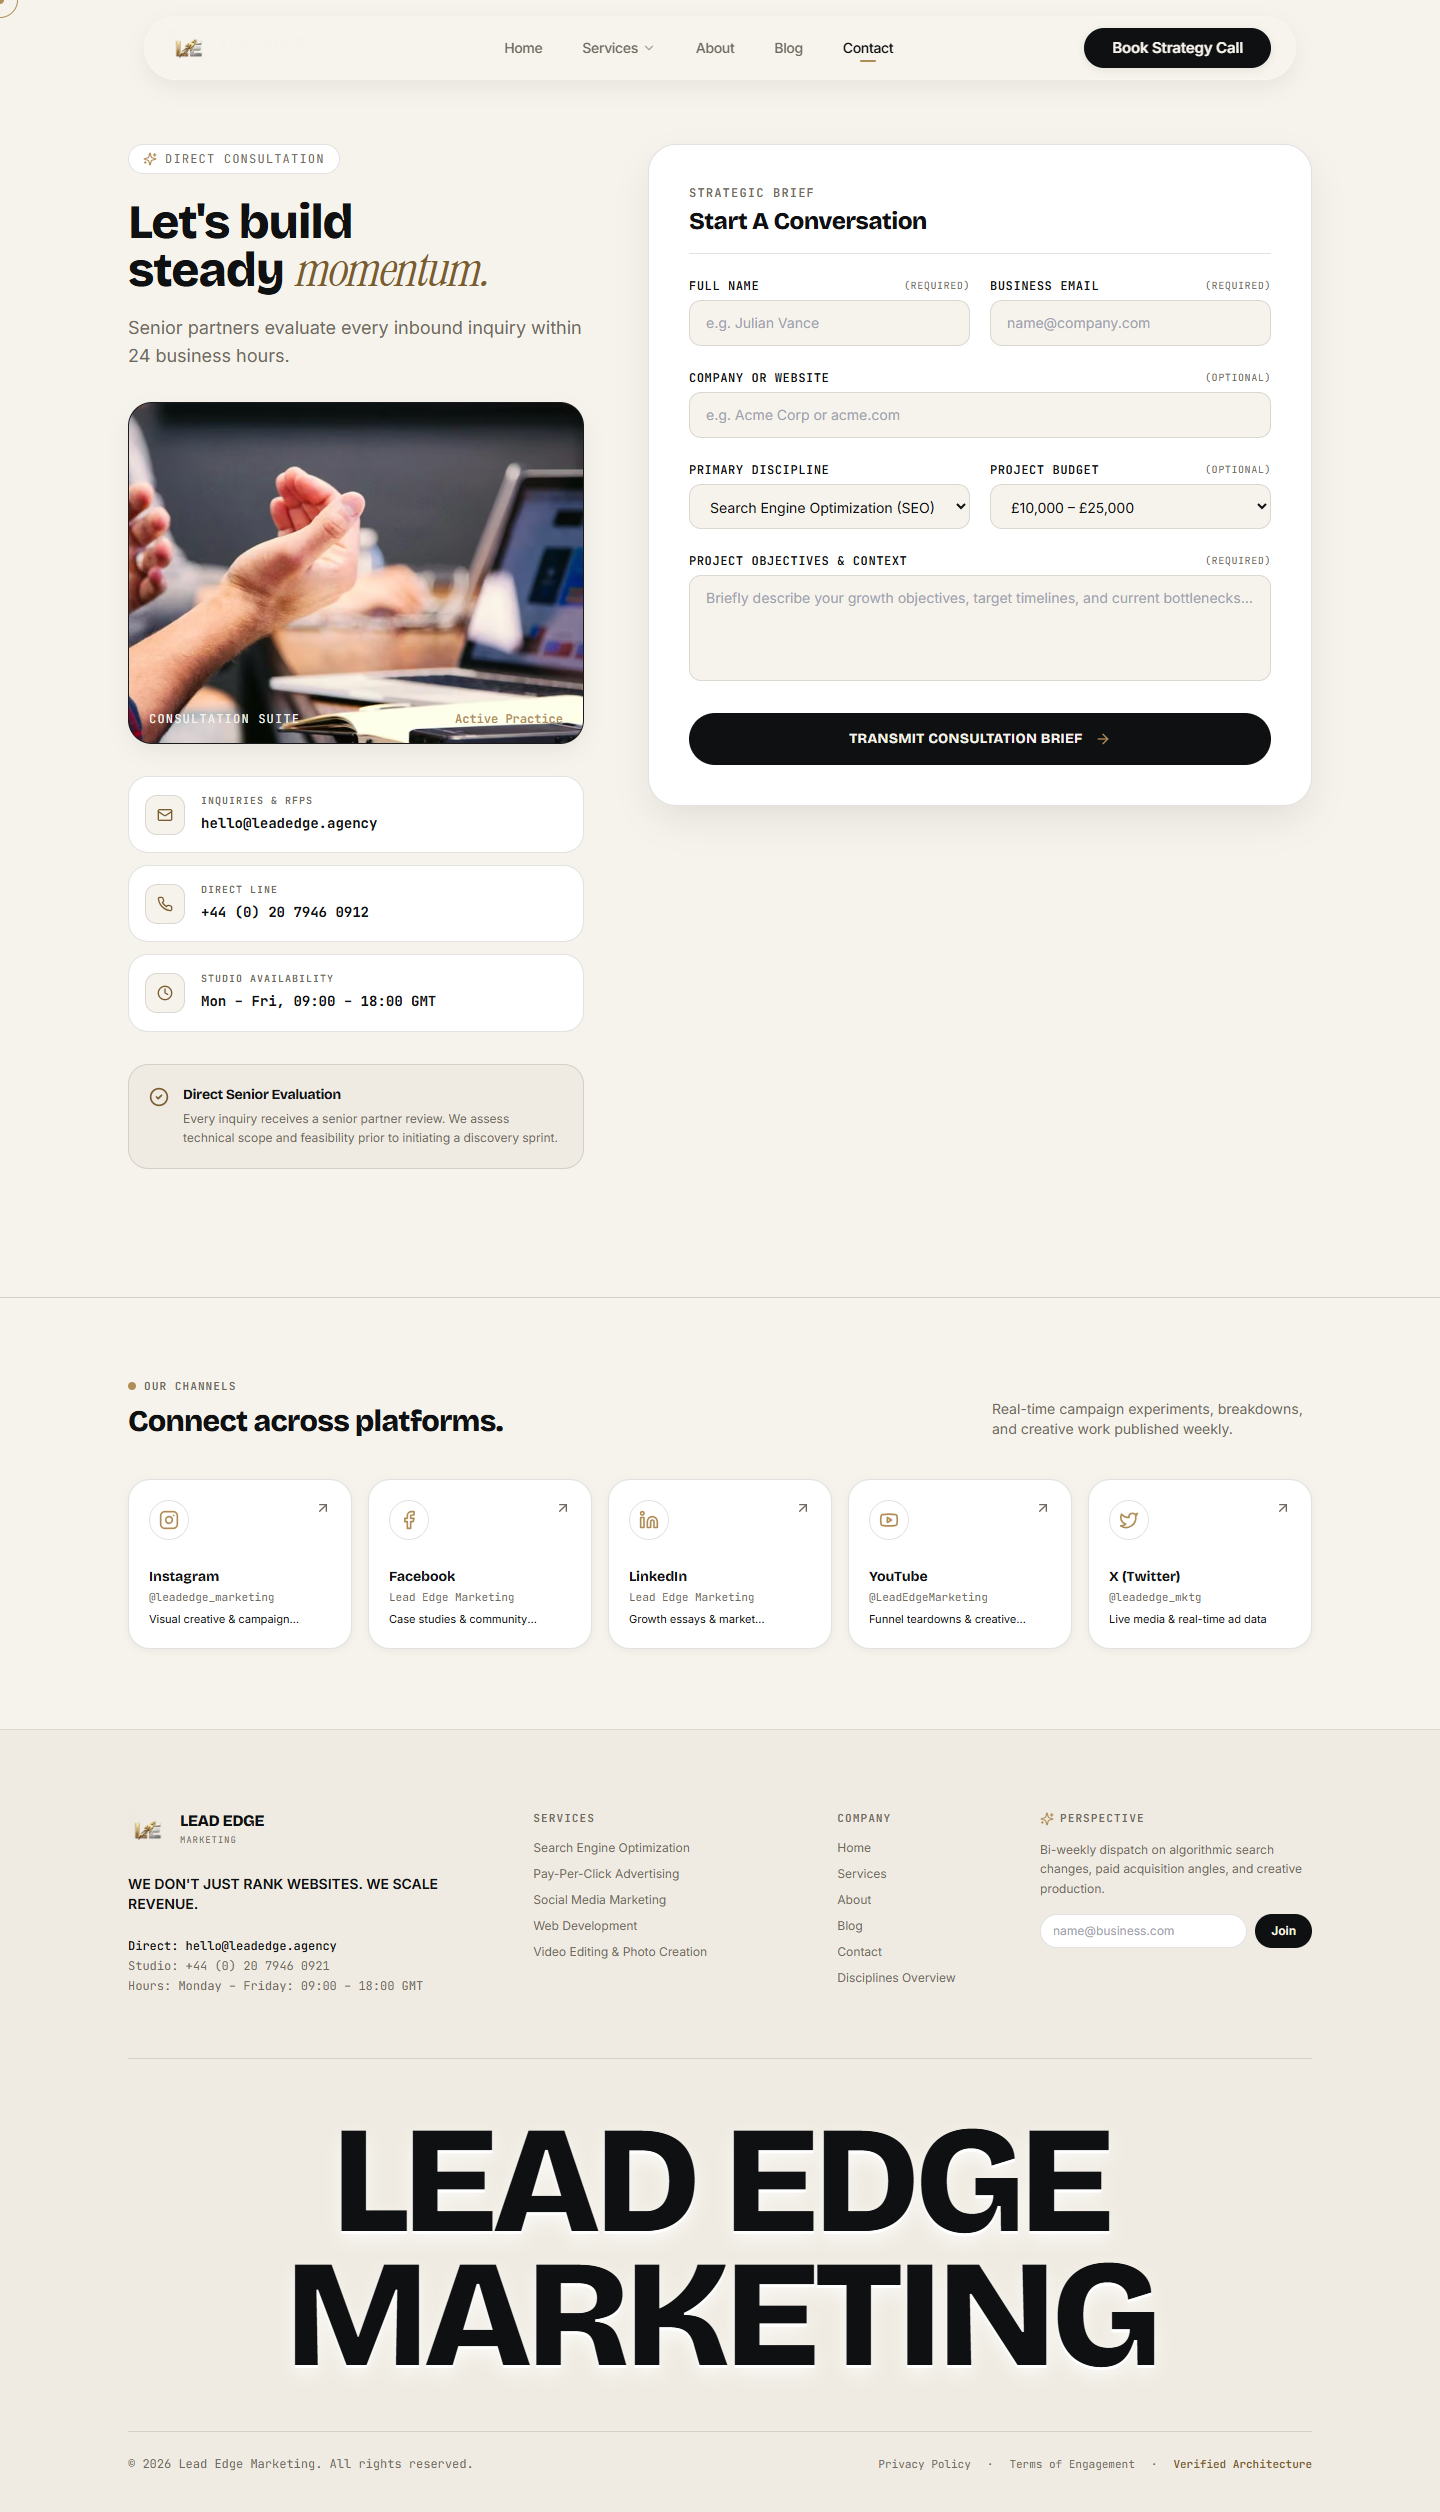 LE
Home
Services
About
Blog
Contact
Book Strategy Call
DIRECT CONSULTATION
Let's build
steady momentum.
Senior partners evaluate every inbound inquiry within
24 business hours.
CONSULTATION SUITE
Active Practice
INQUIRIES & RFPS
hello@leadedge.agency
DIRECT LINE
+44 (0) 20 7946 0912
STUDIO AVAILABILITY
Mon – Fri, 09:00 – 18:00 GMT
Direct Senior Evaluation
Every inquiry receives a senior partner review. We assess
technical scope and feasibility prior to initiating a discovery sprint.
STRATEGIC BRIEF
Start A Conversation
FULL NAME (REQUIRED)
e.g. Julian Vance
BUSINESS EMAIL (REQUIRED)
name@company.com
COMPANY OR WEBSITE (OPTIONAL)
e.g. Acme Corp or acme.com
PRIMARY DISCIPLINE
Search Engine Optimization (SEO)
PROJECT BUDGET (OPTIONAL)
£10,000 – £25,000
PROJECT OBJECTIVES & CONTEXT (REQUIRED)
Briefly describe your growth objectives, target timelines, and current bottlenecks...
TRANSMIT CONSULTATION BRIEF
OUR CHANNELS
Connect across platforms.
Real-time campaign experiments, breakdowns,
and creative work published weekly.
Instagram
@leadedge_marketing
Visual creative & campaign...
Facebook
Lead Edge Marketing
Case studies & community...
LinkedIn
Lead Edge Marketing
Growth essays & market...
YouTube
@LeadEdgeMarketing
Funnel teardowns & creative...
X (Twitter)
@leadedge_mktg
Live media & real-time ad data
LE
LEAD EDGE
MARKETING
WE DON'T JUST RANK WEBSITES. WE SCALE
REVENUE.
Direct: hello@leadedge.agency
Studio: +44 (0) 20 7946 0921
Hours: Monday – Friday: 09:00 – 18:00 GMT
SERVICES
Search Engine Optimization
Pay-Per-Click Advertising
Social Media Marketing
Web Development
Video Editing & Photo Creation
COMPANY
Home
Services
About
Blog
Contact
Disciplines Overview
PERSPECTIVE
Bi-weekly dispatch on algorithmic search
changes, paid acquisition angles, and creative
production.
name@business.com
Join
LEAD EDGE
MARKETING
© 2026 Lead Edge Marketing. All rights reserved.
Privacy Policy · Terms of Engagement · Verified Architecture